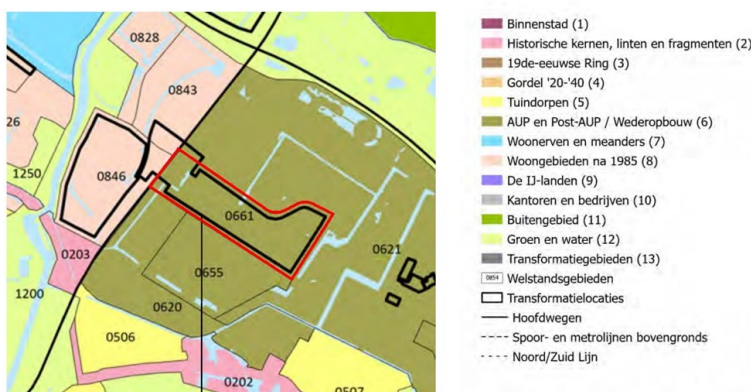 0828
0843
26
0846
1250
0661
0203
0621
0655
1200
0620
0506
0202
0507
Binnenstad (1)
Historische kernen, linten en fragmenten (2)
19de-eeuwse Ring (3)
Gordel '20-'40 (4)
Tuindorpen (5)
AUP en Post-AUP / Wederopbouw (6)
Woonerven en meanders (7)
Woongebieden na 1985 (8)
De IJ-landen (9)
Kantoren en bedrijven (10)
Buitengebied (11)
Groen en water (12)
Transformatiegebieden (13)
0854 Welstandsgebieden
Transformatielocaties
Hoofdwegen
Spoor- en metrolijnen bovengronds
Noord/Zuid Lijn